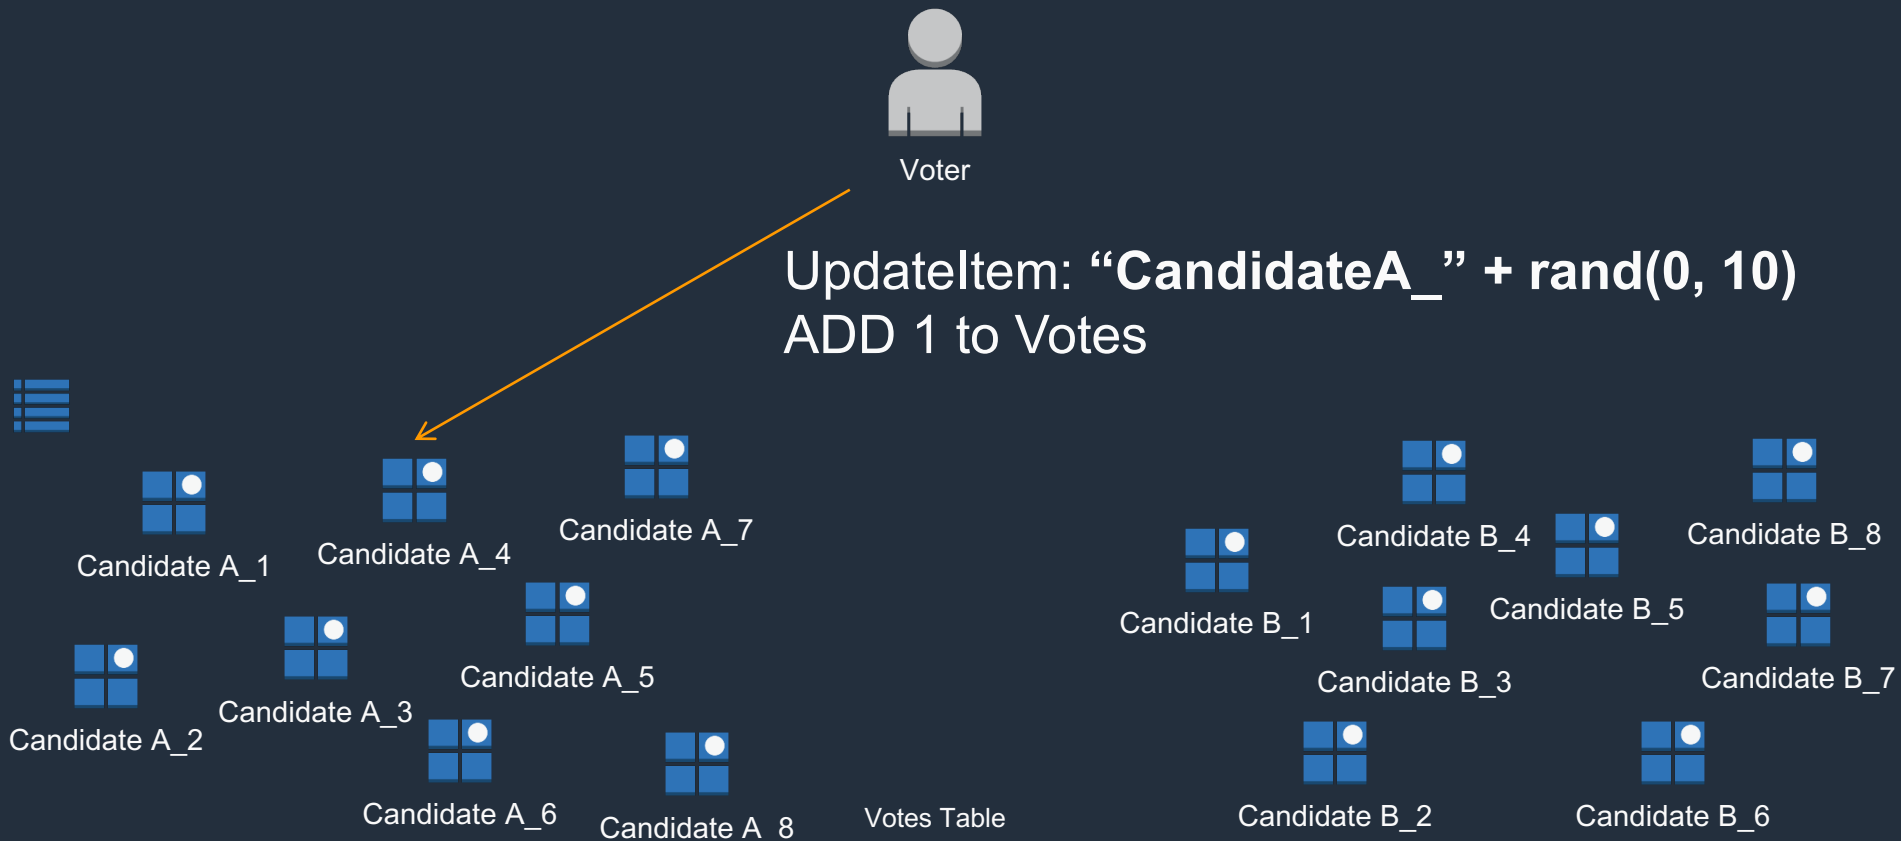 Voter
UpdateItem: “CandidateA_” + rand(0, 10)
ADD 1 to Votes
Candidate A_1
Candidate A_4
Candidate A_7
Candidate B_4
Candidate B_8
Candidate B_1
Candidate B_5
Candidate A_2
Candidate A_3
Candidate A_5
Candidate B_3
Candidate B_7
Candidate A_6
Candidate A_8
Votes Table
Candidate B_2
Candidate B_6